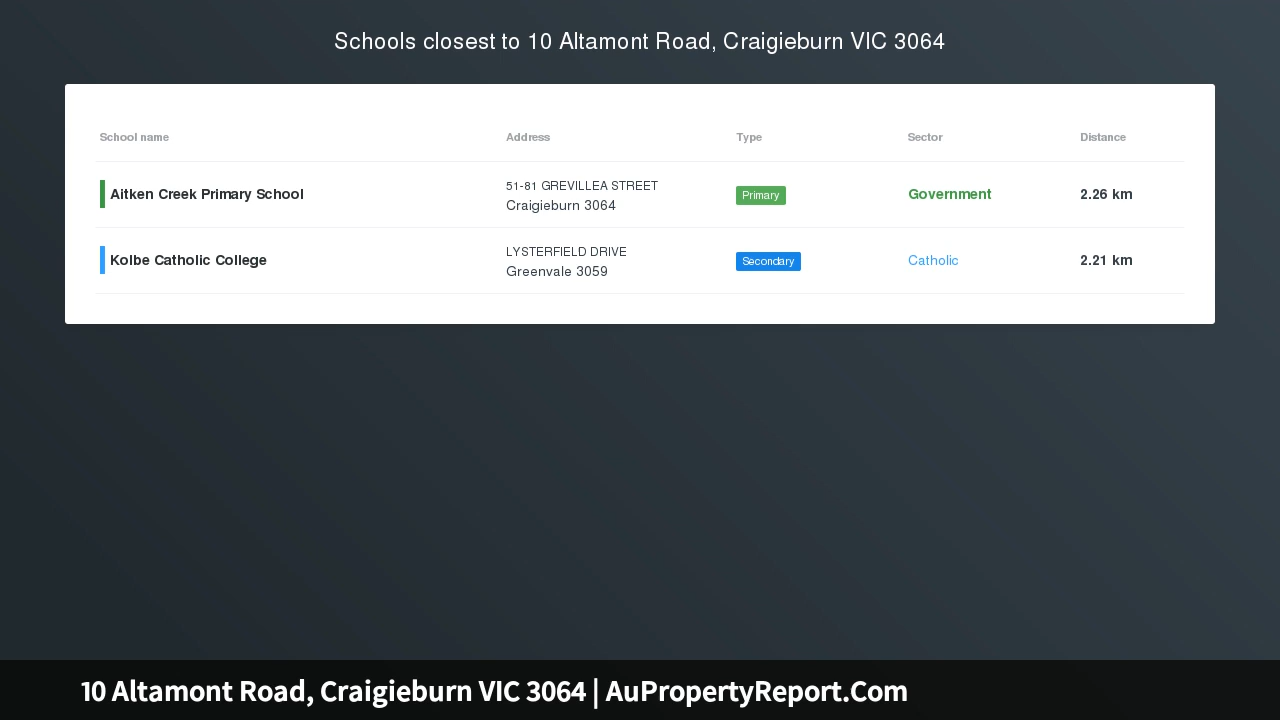 Schools closest to 10 Altamont Road, Craigieburn VIC 3064
School name Address Type Sector Distance
Aitken Creek Primary School 51-81 GREVILLEA STREET Craigieburn 3064 Primary Government 2.26 km
Kolbe Catholic College LYSTERFIELD DRIVE Greenvale 3059 Secondary Catholic 2.21 km
10 Altamont Road, Craigieburn VIC 3064 | AuPropertyReport.Com